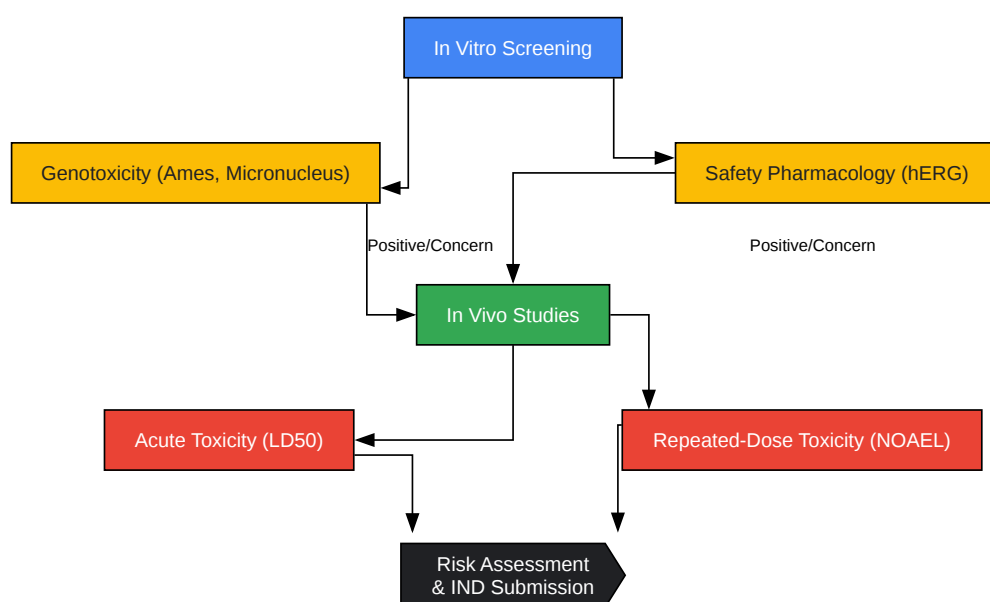 In Vitro Screening
Genotoxicity (Ames, Micronucleus)
Safety Pharmacology (hERG)
Positive/Concern
Positive/Concern
In Vivo Studies
Acute Toxicity (LD50)
Repeated-Dose Toxicity (NOAEL)
Risk Assessment
& IND Submission